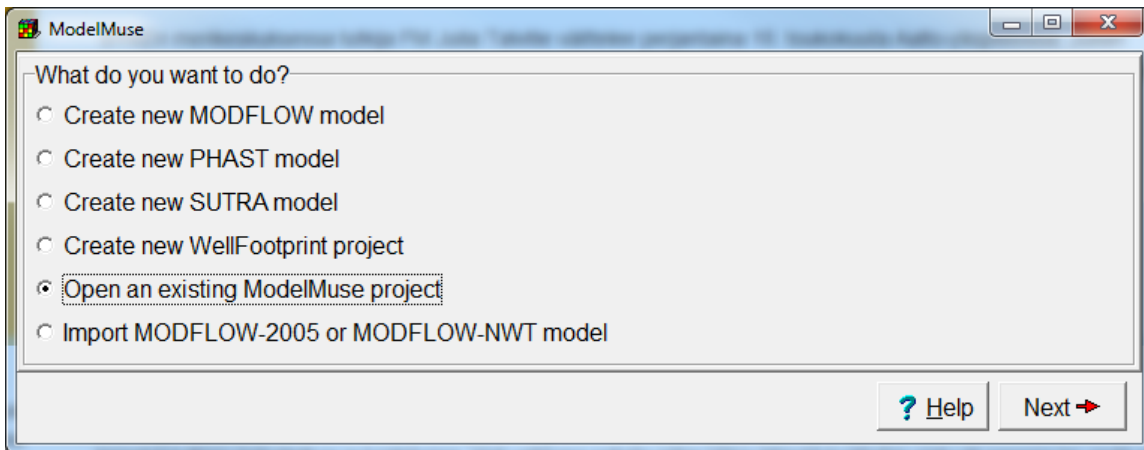 ModelMuse
What do you want to do?
Create new MODFLOW model
Create new PHAST model
Create new SUTRA model
Create new WellFootprint project
Open an existing ModelMuse project
Import MODFLOW-2005 or MODFLOW-NWT model
? Help Next